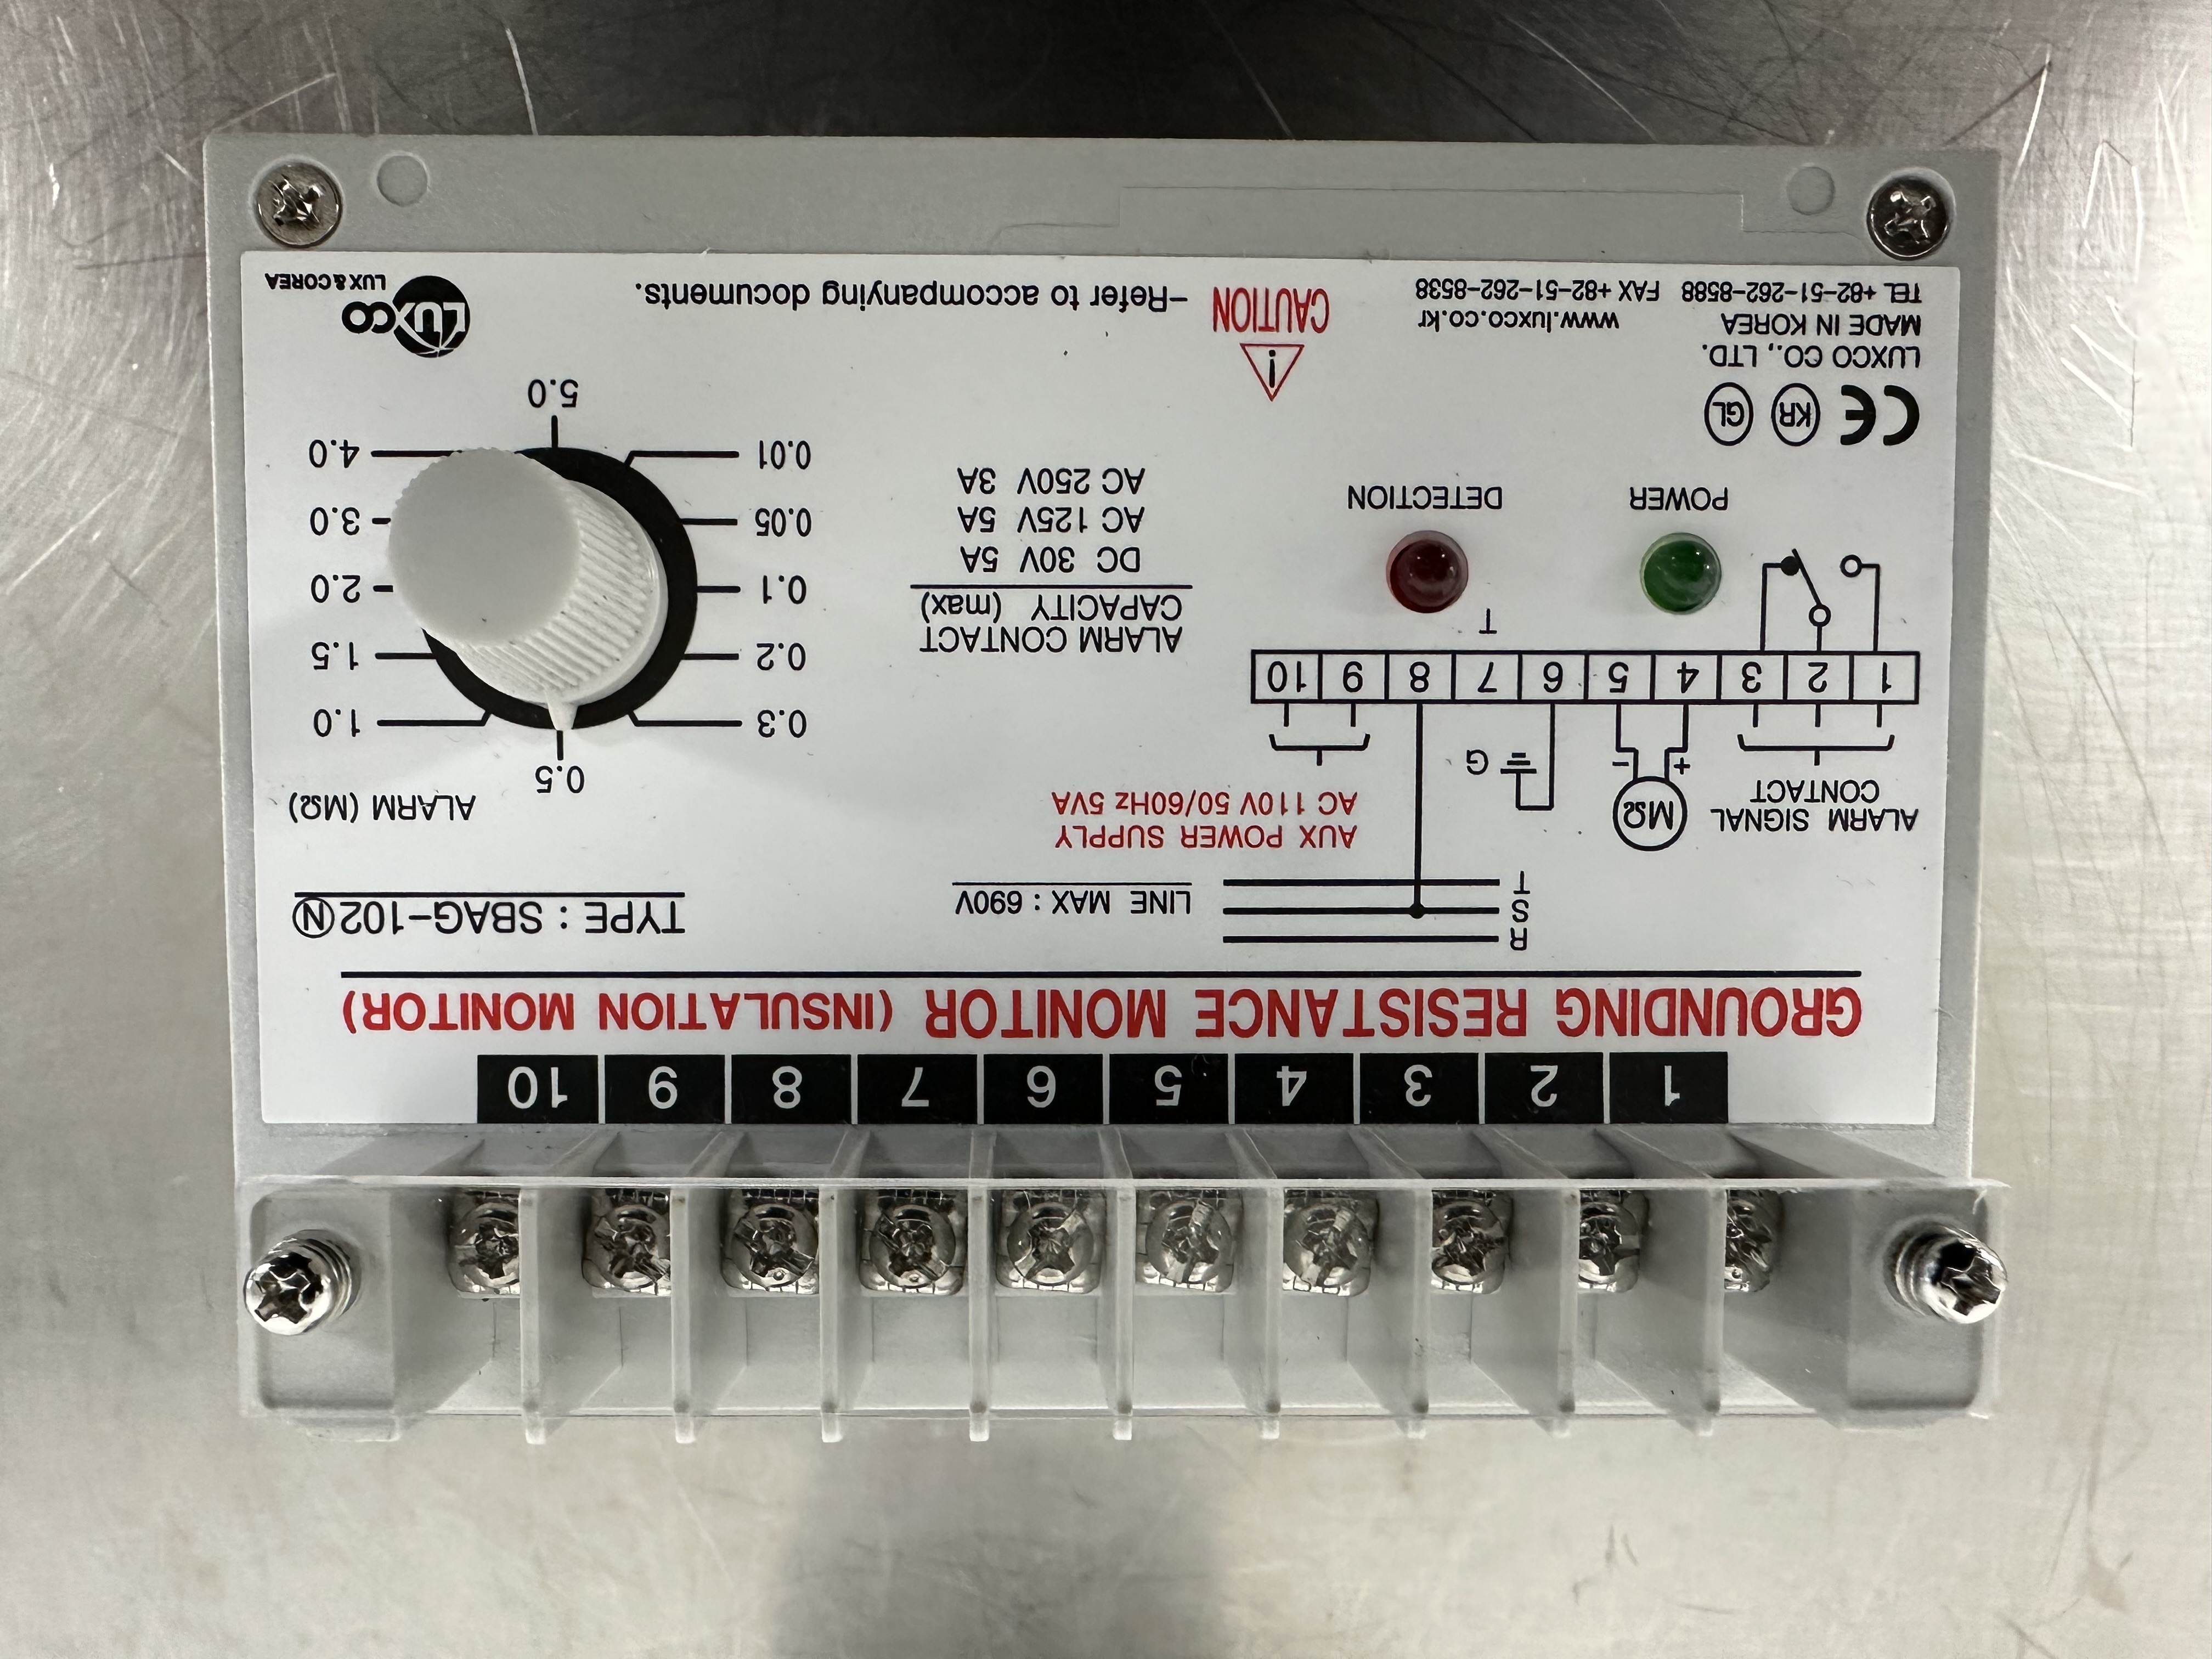 1 2 3 4 5 6 7 8 9 10
GROUNDING RESISTANCE MONITOR (INSULATION MONITOR)
R
S
T
LINE MAX : 690V
TYPE : SBAG-102Ⓝ
AUX POWER SUPPLY
AC 110V 50/60Hz 5VA
ALARM SIGNAL
CONTACT
MΩ
+ -
G
1 2 3 4 5 6 7 8 9 10
T
POWER
DETECTION
ALARM CONTACT
CAPACITY (max)
DC 30V 5A
AC 125V 5A
AC 250V 3A
ALARM (MΩ)
0.5
0.3 1.0
0.2 1.5
0.1 2.0
0.05 3.0
0.01 4.0
5.0
CE KR GL
LUXCO CO., LTD.
MADE IN KOREA www.luxco.co.kr
TEL +82-51-262-8588 FAX +82-51-262-8538
!
CAUTION -Refer to accompanying documents.
LUXCO
LUX & COREA